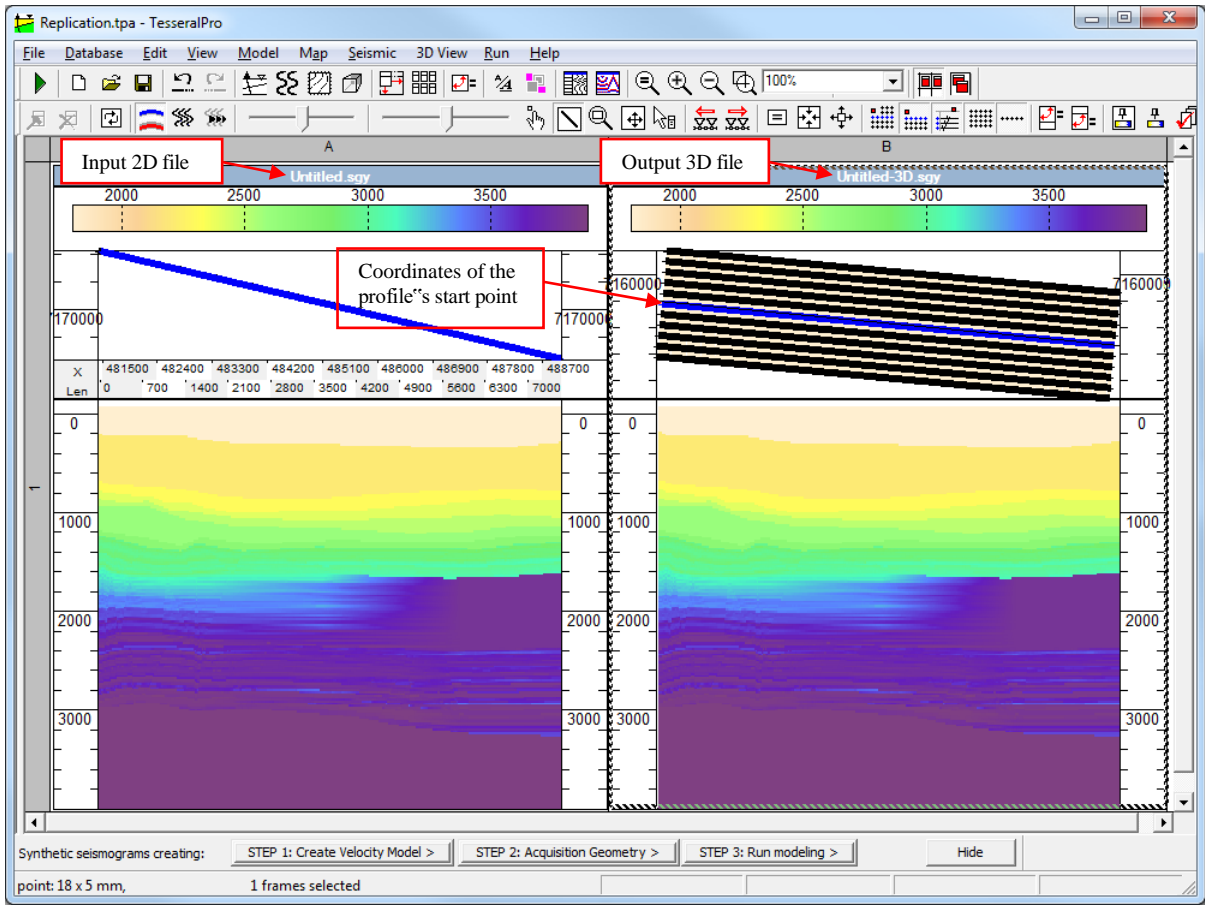 Replication.tpa - TesseralPro
File Database Edit View Model Map Seismic 3D View Run Help
100%
A B
Input 2D file Output 3D file
Untitled.sgy Untitled-3D.sgy
2000 2500 3000 3500 2000 2500 3000 3500
Coordinates of the
profile‟s start point
7170000 7170000 7160000 7160000
X 481500 482400 483300 484200 485100 486000 486900 487800 488700
Len 0 700 1400 2100 2800 3500 4200 4900 5600 6300 7000
0 0 0 0
1
1000 1000 1000 1000
2000 2000 2000 2000
3000 3000 3000 3000
Synthetic seismograms creating: STEP 1: Create Velocity Model > STEP 2: Acquisition Geometry > STEP 3: Run modeling > Hide
point: 18 x 5 mm, 1 frames selected